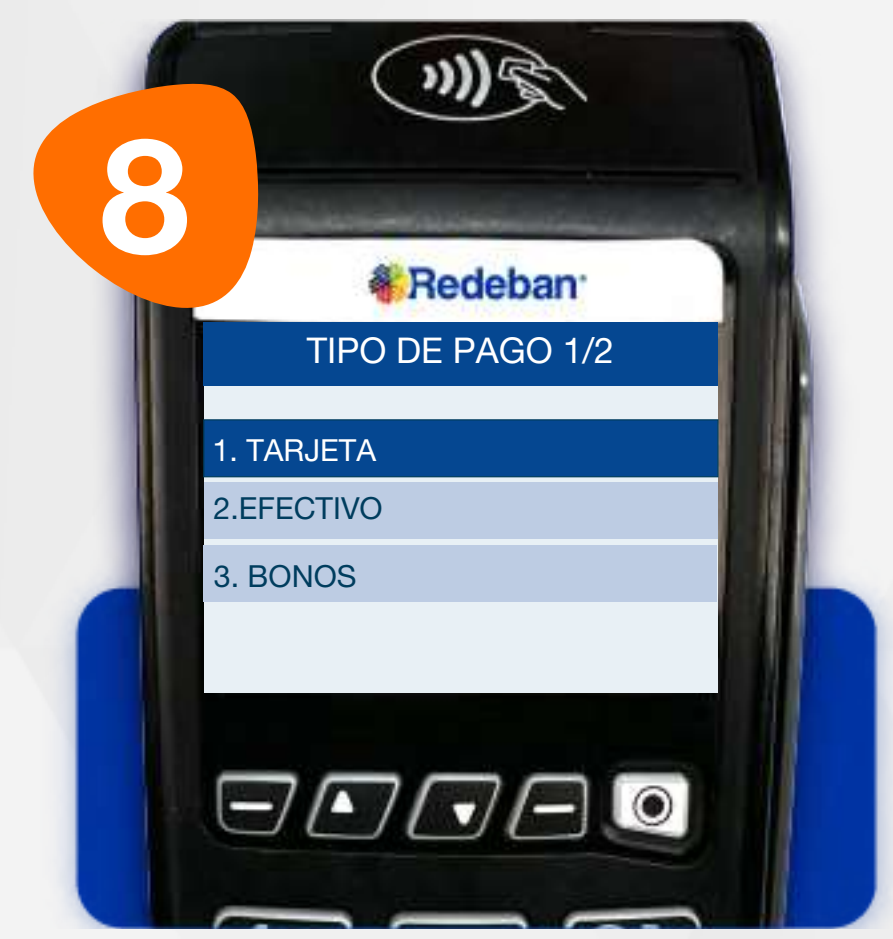 8
Redeban
TIPO DE PAGO 1/2
1. TARJETA
2.EFECTIVO
3. BONOS